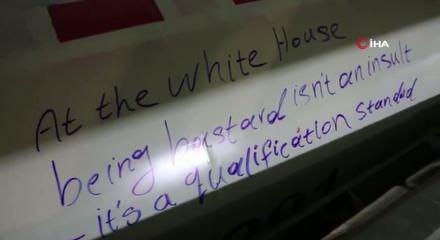 İHA
At the White House
being bastard isn't an insult
- it's a qualification standard